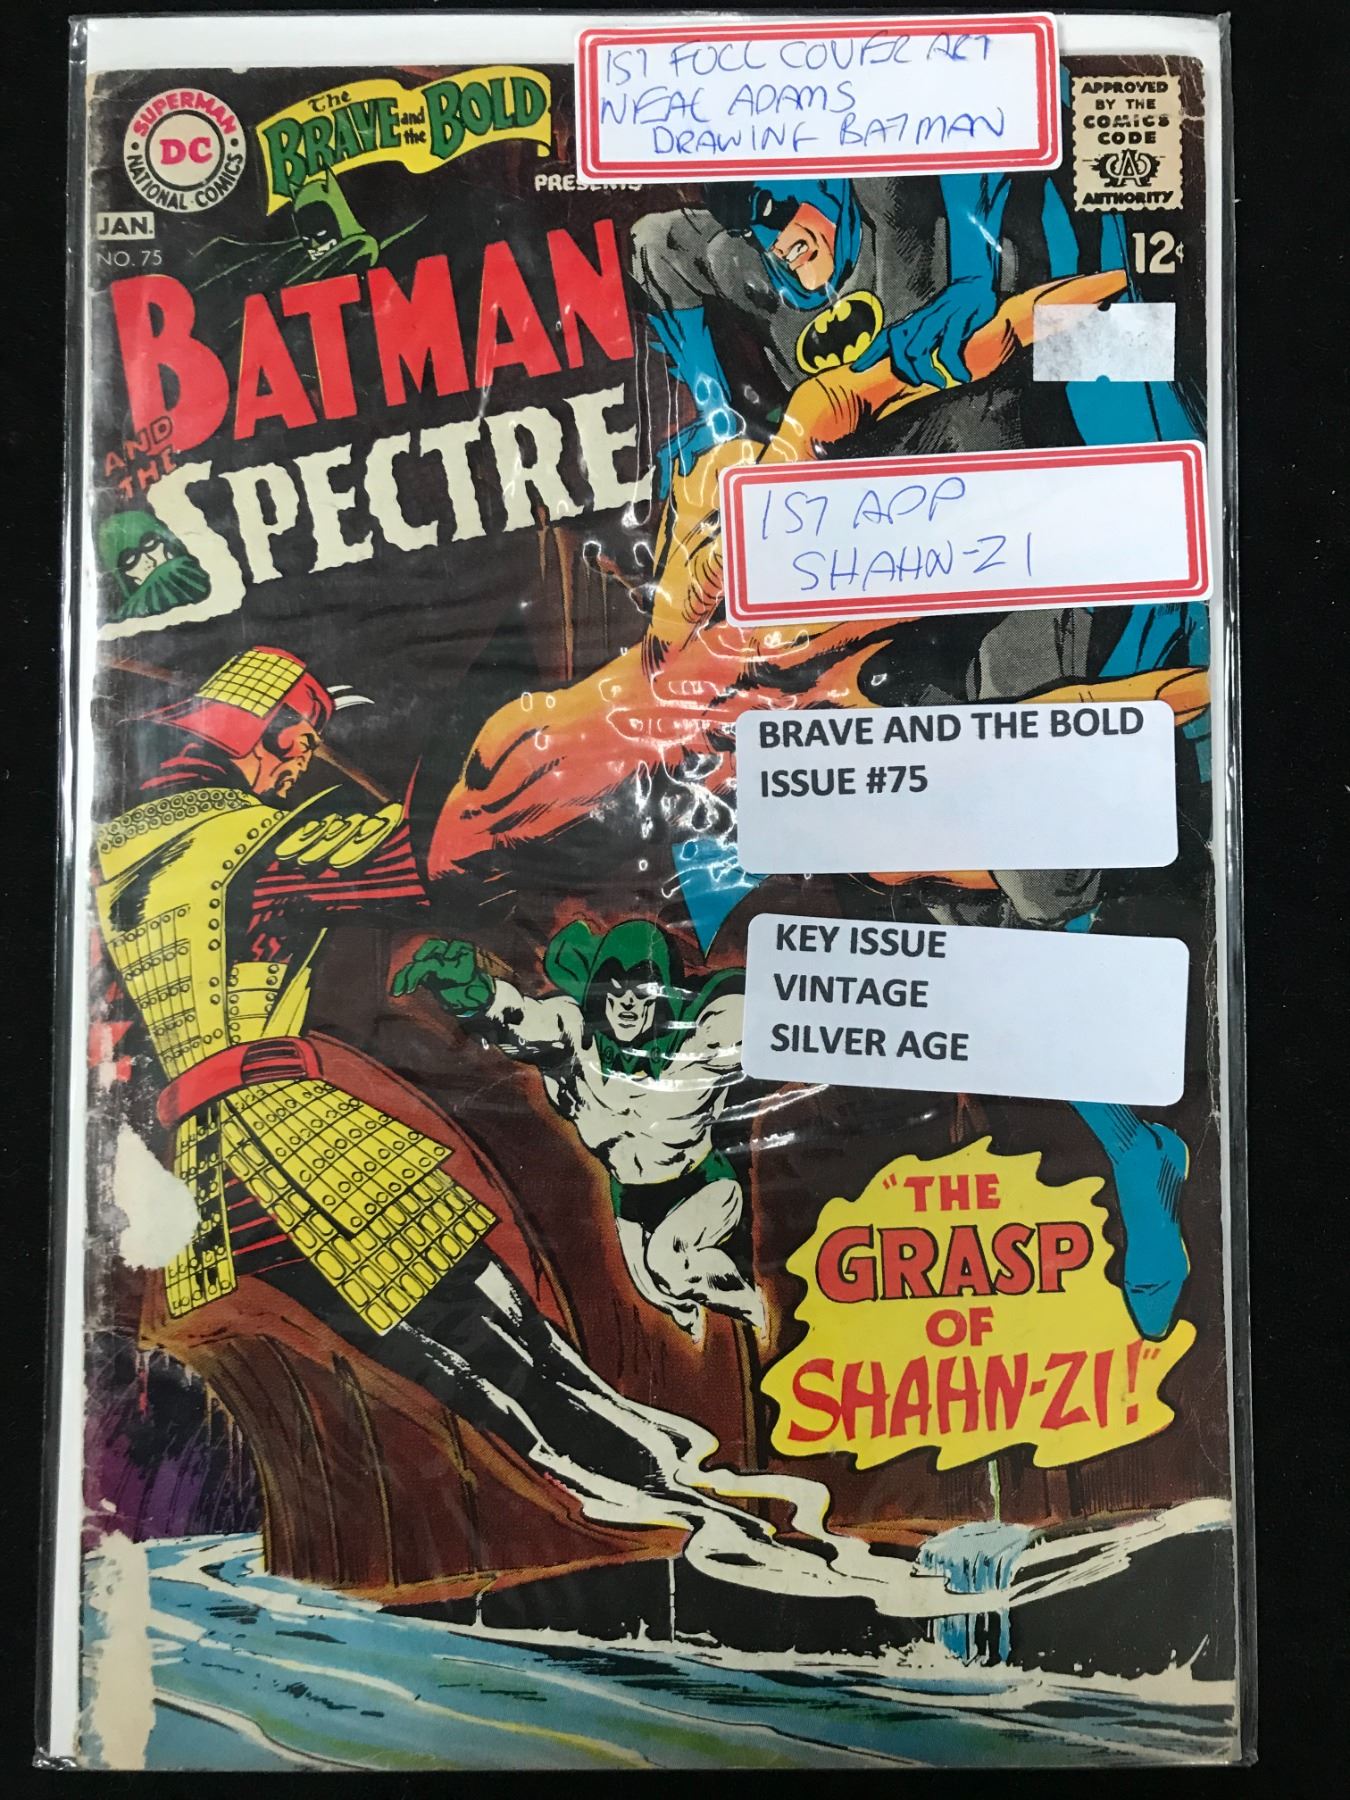 1ST FULL COVER ART
NEAL ADAMS
DRAWING BATMAN
The
BRAVE and the BOLD
SUPERMAN
DC
NATIONAL COMICS
APPROVED
BY THE
COMICS
CODE
CA
AUTHORITY
PRESENTS
JAN.
NO. 75
12¢
BATMAN
AND THE
SPECTRE
1ST APP
SHAHN-ZI
BRAVE AND THE BOLD
ISSUE #75
KEY ISSUE
VINTAGE
SILVER AGE
"THE
GRASP
OF
SHAHN-ZI!"